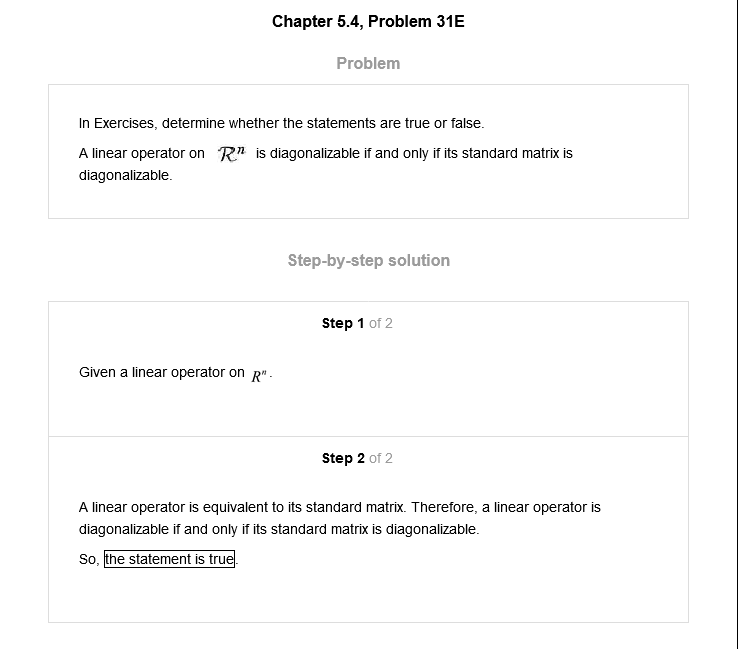 Chapter 5.4, Problem 31E
Problem
In Exercises, determine whether the statements are true or false.
A linear operator on 𝓡ⁿ is diagonalizable if and only if its standard matrix is
diagonalizable.
Step-by-step solution
Step 1 of 2
Given a linear operator on Rⁿ.
Step 2 of 2
A linear operator is equivalent to its standard matrix. Therefore, a linear operator is
diagonalizable if and only if its standard matrix is diagonalizable.
So, the statement is true.